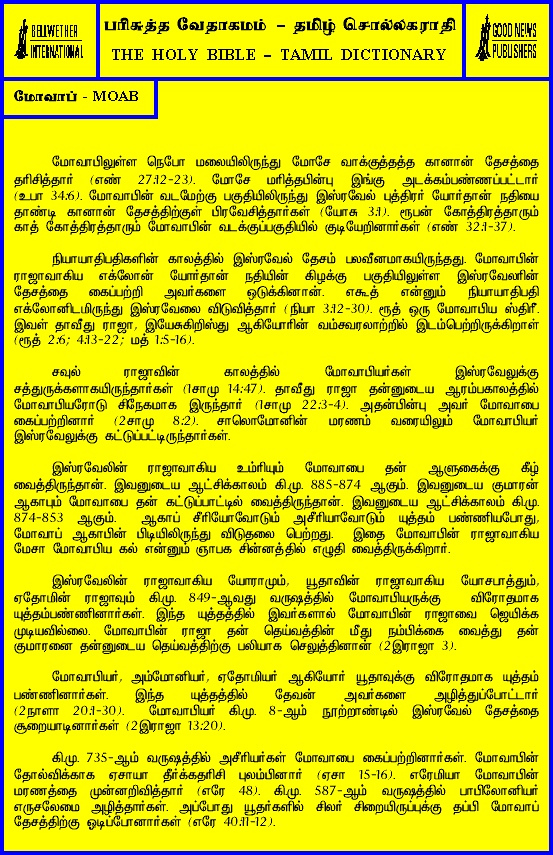 BELLWETHER
INTERNATIONAL
பரிசுத்த வேதாகமம் - தமிழ் சொல்லகராதி
THE HOLY BIBLE – TAMIL DICTIONARY
GOOD NEWS
PUBLISHERS
மோவாப் - MOAB
மோவாபிலுள்ள நெபோ மலையிலிருந்து மோசே வாக்குத்தத்த கானான் தேசத்தை
தரிசித்தார் (எண் 27:12-23). மோசே மரித்தபின்பு இங்கு அடக்கம்பண்ணப்பட்டார்
(உபா 34:6). மோவாபின் வடமேற்கு பகுதியிலிருந்து இஸ்ரவேல் புத்திரர் யோர்தான் நதியை
தாண்டி கானான் தேசத்திற்குள் பிரவேசித்தார்கள் (யோசு 3:1). ரூபன் கோத்திரத்தாரும்
காத் கோத்திரத்தாரும் மோவாபின் வடக்குப்பகுதியில் குடியேறினார்கள் (எண் 32:1-37).
நியாயாதிபதிகளின் காலத்தில் இஸ்ரவேல் தேசம் பலவீனமாகயிருந்தது. மோவாபின்
ராஜாவாகிய எக்லோன் யோர்தான் நதியின் கிழக்கு பகுதியிலுள்ள இஸ்ரவேலரின்
தேசத்தை கைப்பற்றி அவர்களை ஒடுக்கினான். ஏகூத் என்னும் நியாயாதிபதி
எக்லோனிடமிருந்து இஸ்ரவேலை விடுவித்தார் (நியா 3:12-30). ரூத் ஒரு மோவாபிய ஸ்திரீ.
இவள் தாவீது ராஜா, இயேசுகிறிஸ்து ஆகியோரின் வம்சவரலாற்றில் இடம்பெற்றிருக்கிறாள்
(ரூத் 2:6; 4:13-22; மத் 1:5-16).
சவுல் ராஜாவின் காலத்தில் மோவாபியர்கள் இஸ்ரவேலுக்கு
சத்துருக்களாகயிருந்தார்கள் (1சாமு 14:47). தாவீது ராஜா தன்னுடைய ஆரம்பகாலத்தில்
மோவாபியரோடு சிநேகமாக இருந்தார் (1சாமு 22:3-4). அதன்பின்பு அவர் மோவாபை
கைப்பற்றினார் (2சாமு 8:2). சாலொமோனின் மரணம் வரையிலும் மோவாபியர்
இஸ்ரவேலுக்கு கட்டுப்பட்டிருந்தார்கள்.
இஸ்ரவேலின் ராஜாவாகிய உம்ரியும் மோவாபை தன் ஆளுகைக்கு கீழ்
வைத்திருந்தான். இவனுடைய ஆட்சிக்காலம் கி.மு. 885-874 ஆகும். இவனுடைய குமாரன்
ஆகாபும் மோவாபை தன் கட்டுப்பாட்டில் வைத்திருந்தான். இவனுடைய ஆட்சிக்காலம் கி.மு.
874-853 ஆகும். ஆகாப் சீரியோவோடும் அசீரியாவோடும் யுத்தம் பண்ணியபோது,
மோவாப் ஆகாபின் பிடியிலிருந்து விடுதலை பெற்றது. இதை மோவாபின் ராஜாவாகிய
மேசா மோவாபிய கல் என்னும் ஞாபக சின்னத்தில் எழுதி வைத்திருக்கிறார்.
இஸ்ரவேலின் ராஜாவாகிய யோராமும், யூதாவின் ராஜாவாகிய யோசபாத்தும்,
ஏதோமின் ராஜாவும் கி.மு. 849-ஆவது வருஷத்தில் மோவாபியருக்கு விரோதமாக
யுத்தம்பண்ணினார்கள். இந்த யுத்தத்தில் இவர்களால் மோவாபின் ராஜாவை ஜெயிக்க
முடியவில்லை. மோவாபின் ராஜா தன் தெய்வத்தின் மீது நம்பிக்கை வைத்து தன்
குமாரனை தன்னுடைய தெய்வத்திற்கு பலியாக செலுத்தினான் (2இராஜா 3).
மோவாபியர், அம்மோனியர், ஏதோமியர் ஆகியோர் யூதாவுக்கு விரோதமாக யுத்தம்
பண்ணினார்கள். இந்த யுத்தத்தில் தேவன் அவர்களை அழித்துப்போட்டார்
(2நாளா 20:1-30). மோவாபியர் கி.மு. 8-ஆம் நூற்றாண்டில் இஸ்ரவேல் தேசத்தை
சூறையாடினார்கள் (2இராஜா 13:20).
கி.மு. 735-ஆம் வருஷத்தில் அசீரியர்கள் மோவாபை கைப்பற்றினார்கள். மோவாபின்
தோல்விக்காக ஏசாயா தீர்க்கதரிசி புலம்பினார் (ஏசா 15-16). எரேமியா மோவாபின்
மரணத்தை முன்னறிவித்தார் (எரே 48). கி.மு. 587-ஆம் வருஷத்தில் பாபிலோனியர்
எருசலேமை அழித்தார்கள். அப்போது யூதர்களில் சிலர் சிறையிருப்புக்கு தப்பி மோவாப்
தேசத்திற்கு ஓடிப்போனார்கள் (எரே 40:11-12).